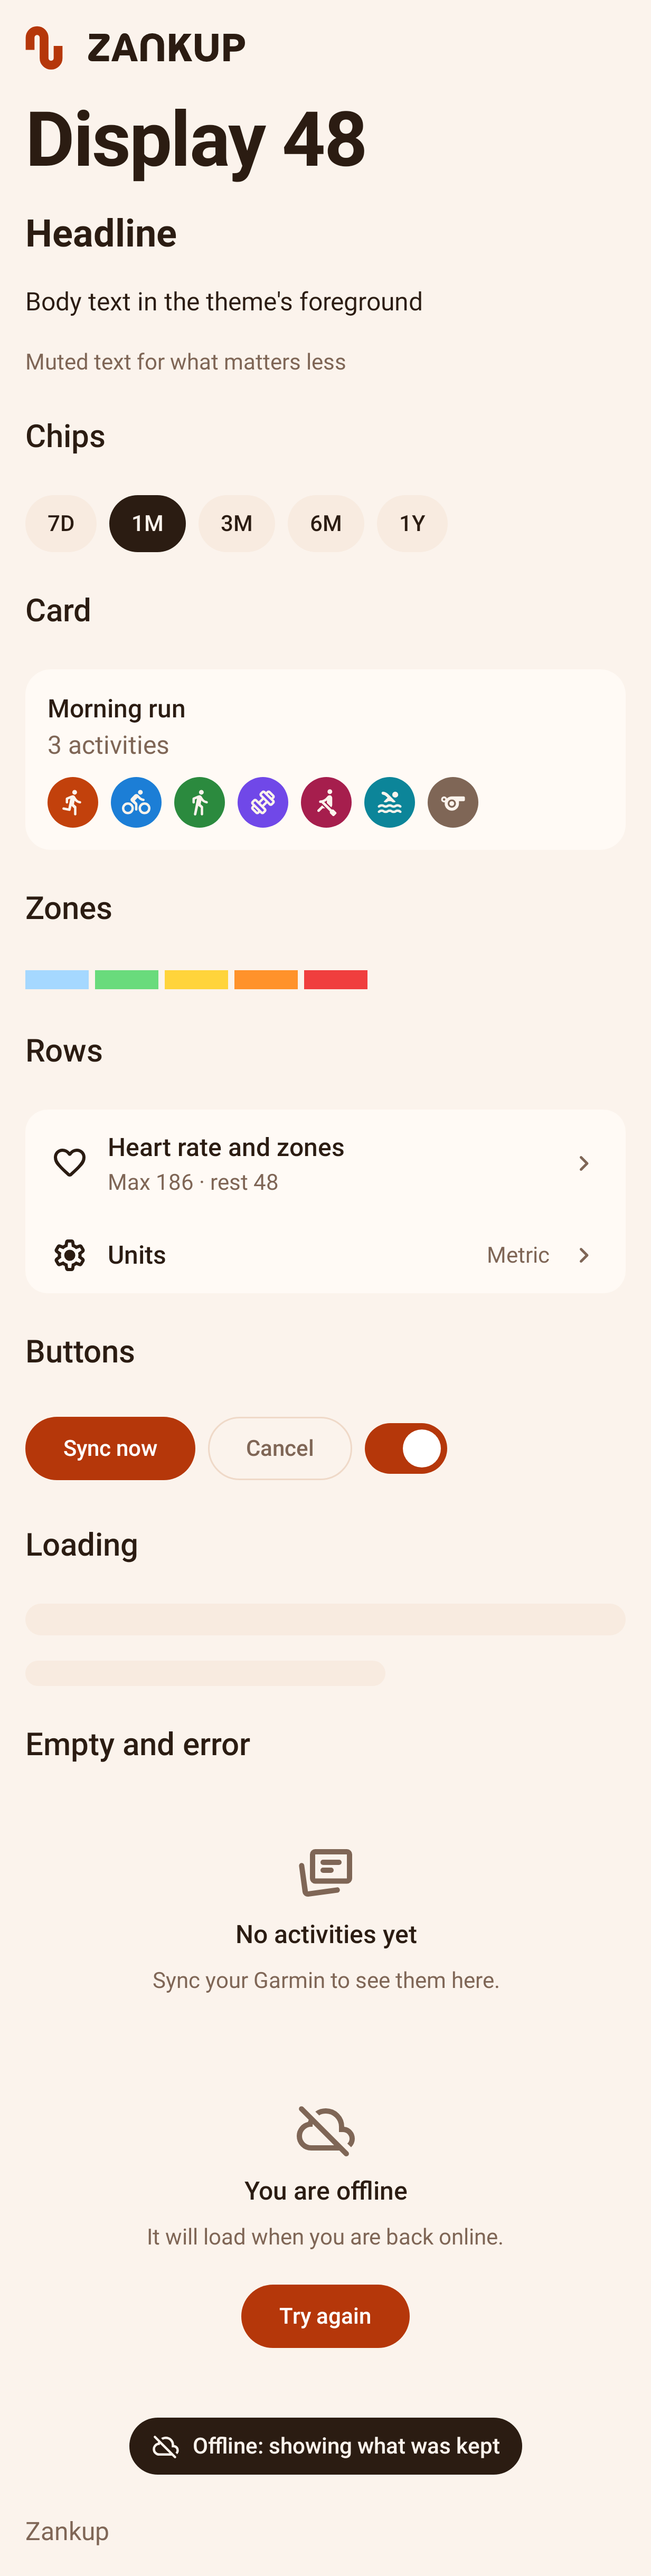 ZANKUP
Display 48
Headline
Body text in the theme's foreground
Muted text for what matters less
Chips
7D 1M 3M 6M 1Y
Card
Morning run
3 activities
Zones
Rows
Heart rate and zones
Max 186 · rest 48
Units Metric
Buttons
Sync now Cancel
Loading
Empty and error
No activities yet
Sync your Garmin to see them here.
You are offline
It will load when you are back online.
Try again
Offline: showing what was kept
Zankup